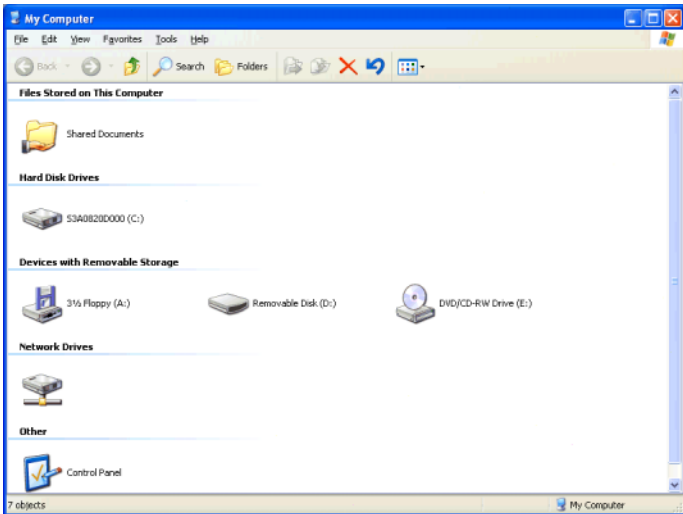 My Computer
File Edit View Favorites Tools Help
Back Search Folders
Files Stored on This Computer
Shared Documents
Hard Disk Drives
S3A0820D000 (C:)
Devices with Removable Storage
3½ Floppy (A:) Removable Disk (D:) DVD/CD-RW Drive (E:)
Network Drives
Other
Control Panel
7 objects My Computer